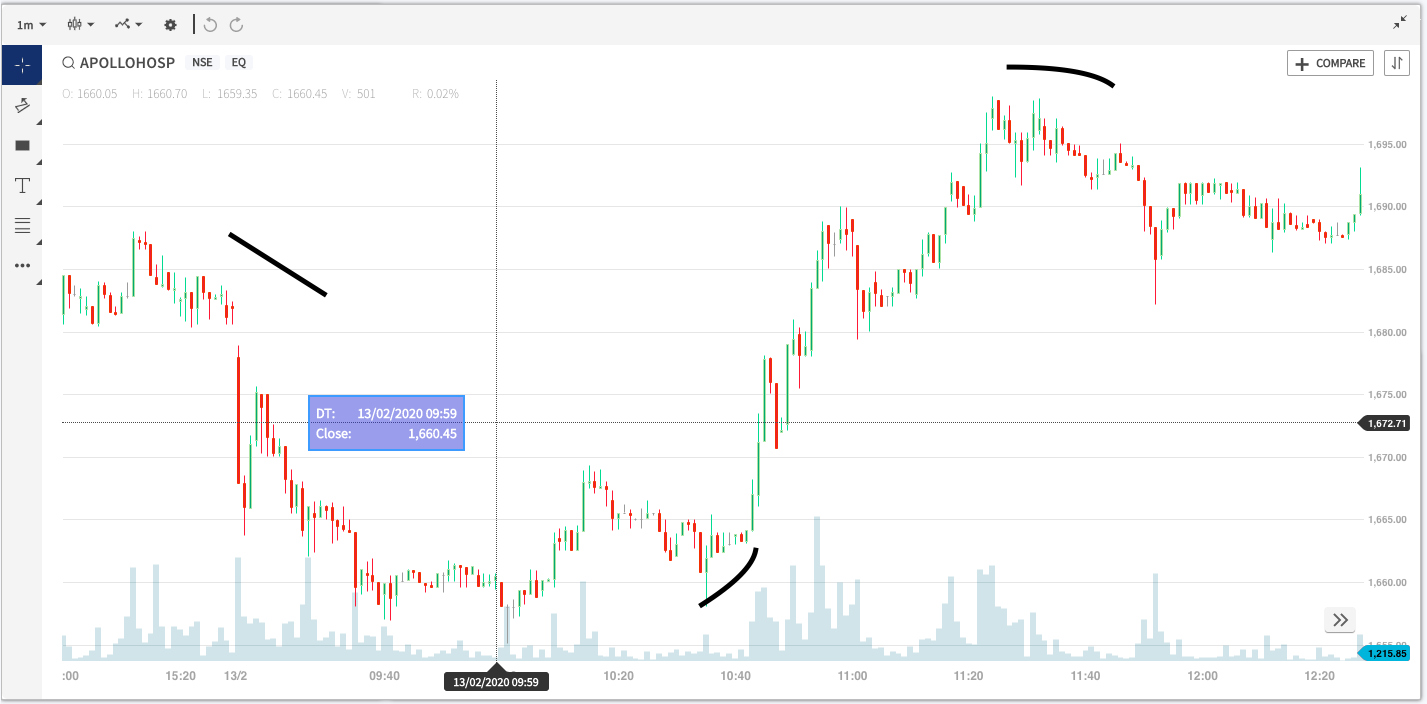 1m
APOLLOHOSP NSE EQ
COMPARE
O: 1660.05 H: 1660.70 L: 1659.35 C: 1660.45 V: 501 R: 0.02%
T
1,695.00
1,690.00
1,685.00
1,680.00
1,675.00
DT: 13/02/2020 09:59
Close: 1,660.45
1,672.71
1,670.00
1,665.00
1,660.00
1,215.85
:00 15:20 13/2 09:40 13/02/2020 09:59 10:20 10:40 11:00 11:20 11:40 12:00 12:20